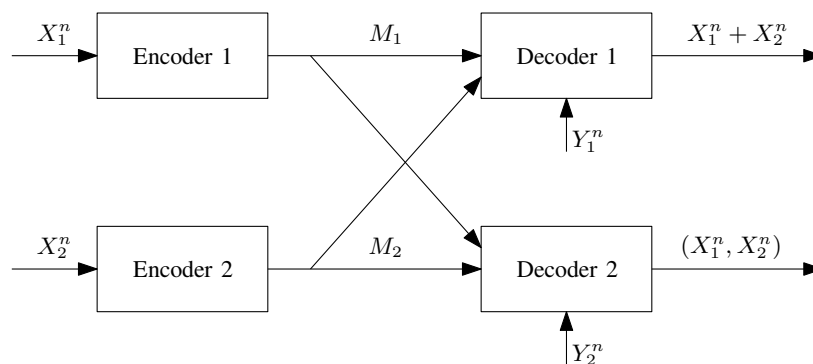 X_1^n Encoder 1 M_1 Decoder 1 X_1^n + X_2^n
Y_1^n
X_2^n Encoder 2 M_2 Decoder 2 (X_1^n, X_2^n)
Y_2^n